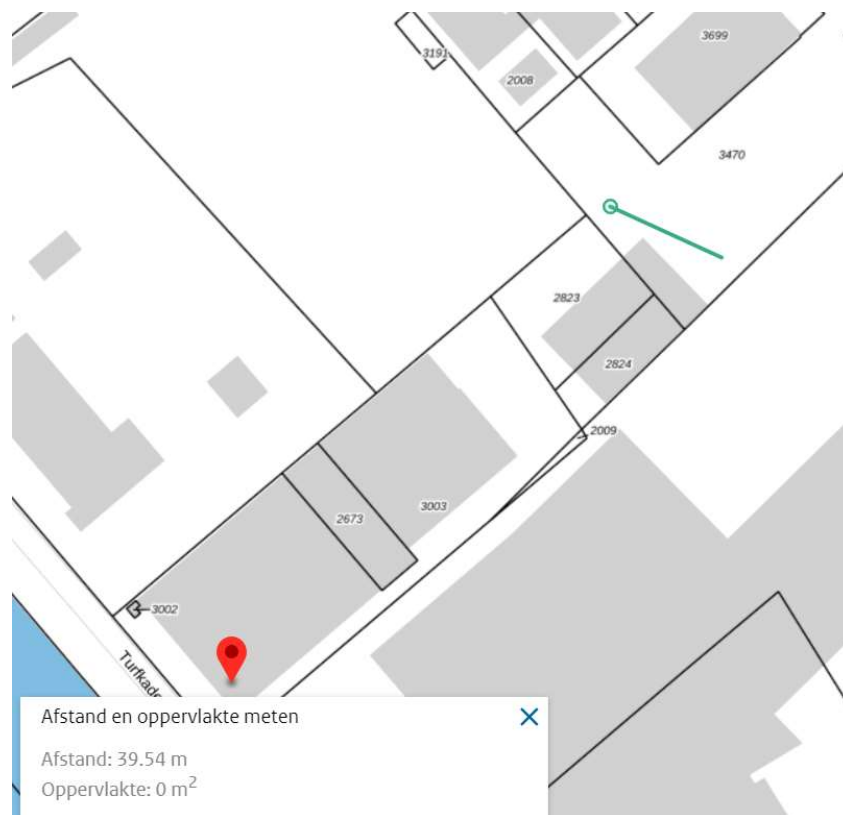 3699
3191
2008
3470
2823
2824
2009
3003
2673
3002
Turfkade
Afstand en oppervlakte meten
Afstand: 39.54 m
Oppervlakte: 0 m²